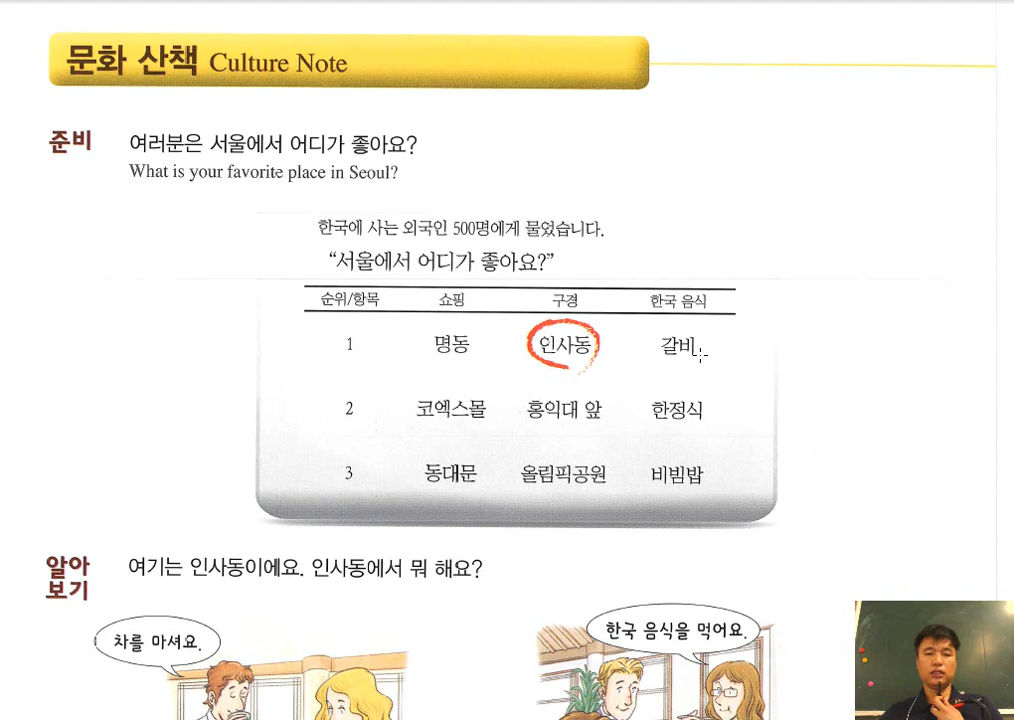 문화 산책 Culture Note
준비 여러분은 서울에서 어디가 좋아요?
What is your favorite place in Seoul?
한국에 사는 외국인 500명에게 물었습니다.
“서울에서 어디가 좋아요?”
순위/항목 쇼핑 구경 한국 음식
1 명동 인사동 갈비
2 코엑스몰 홍익대 앞 한정식
3 동대문 올림픽공원 비빔밥
알아
보기
여기는 인사동이에요. 인사동에서 뭐 해요?
차를 마셔요.
한국 음식을 먹어요.